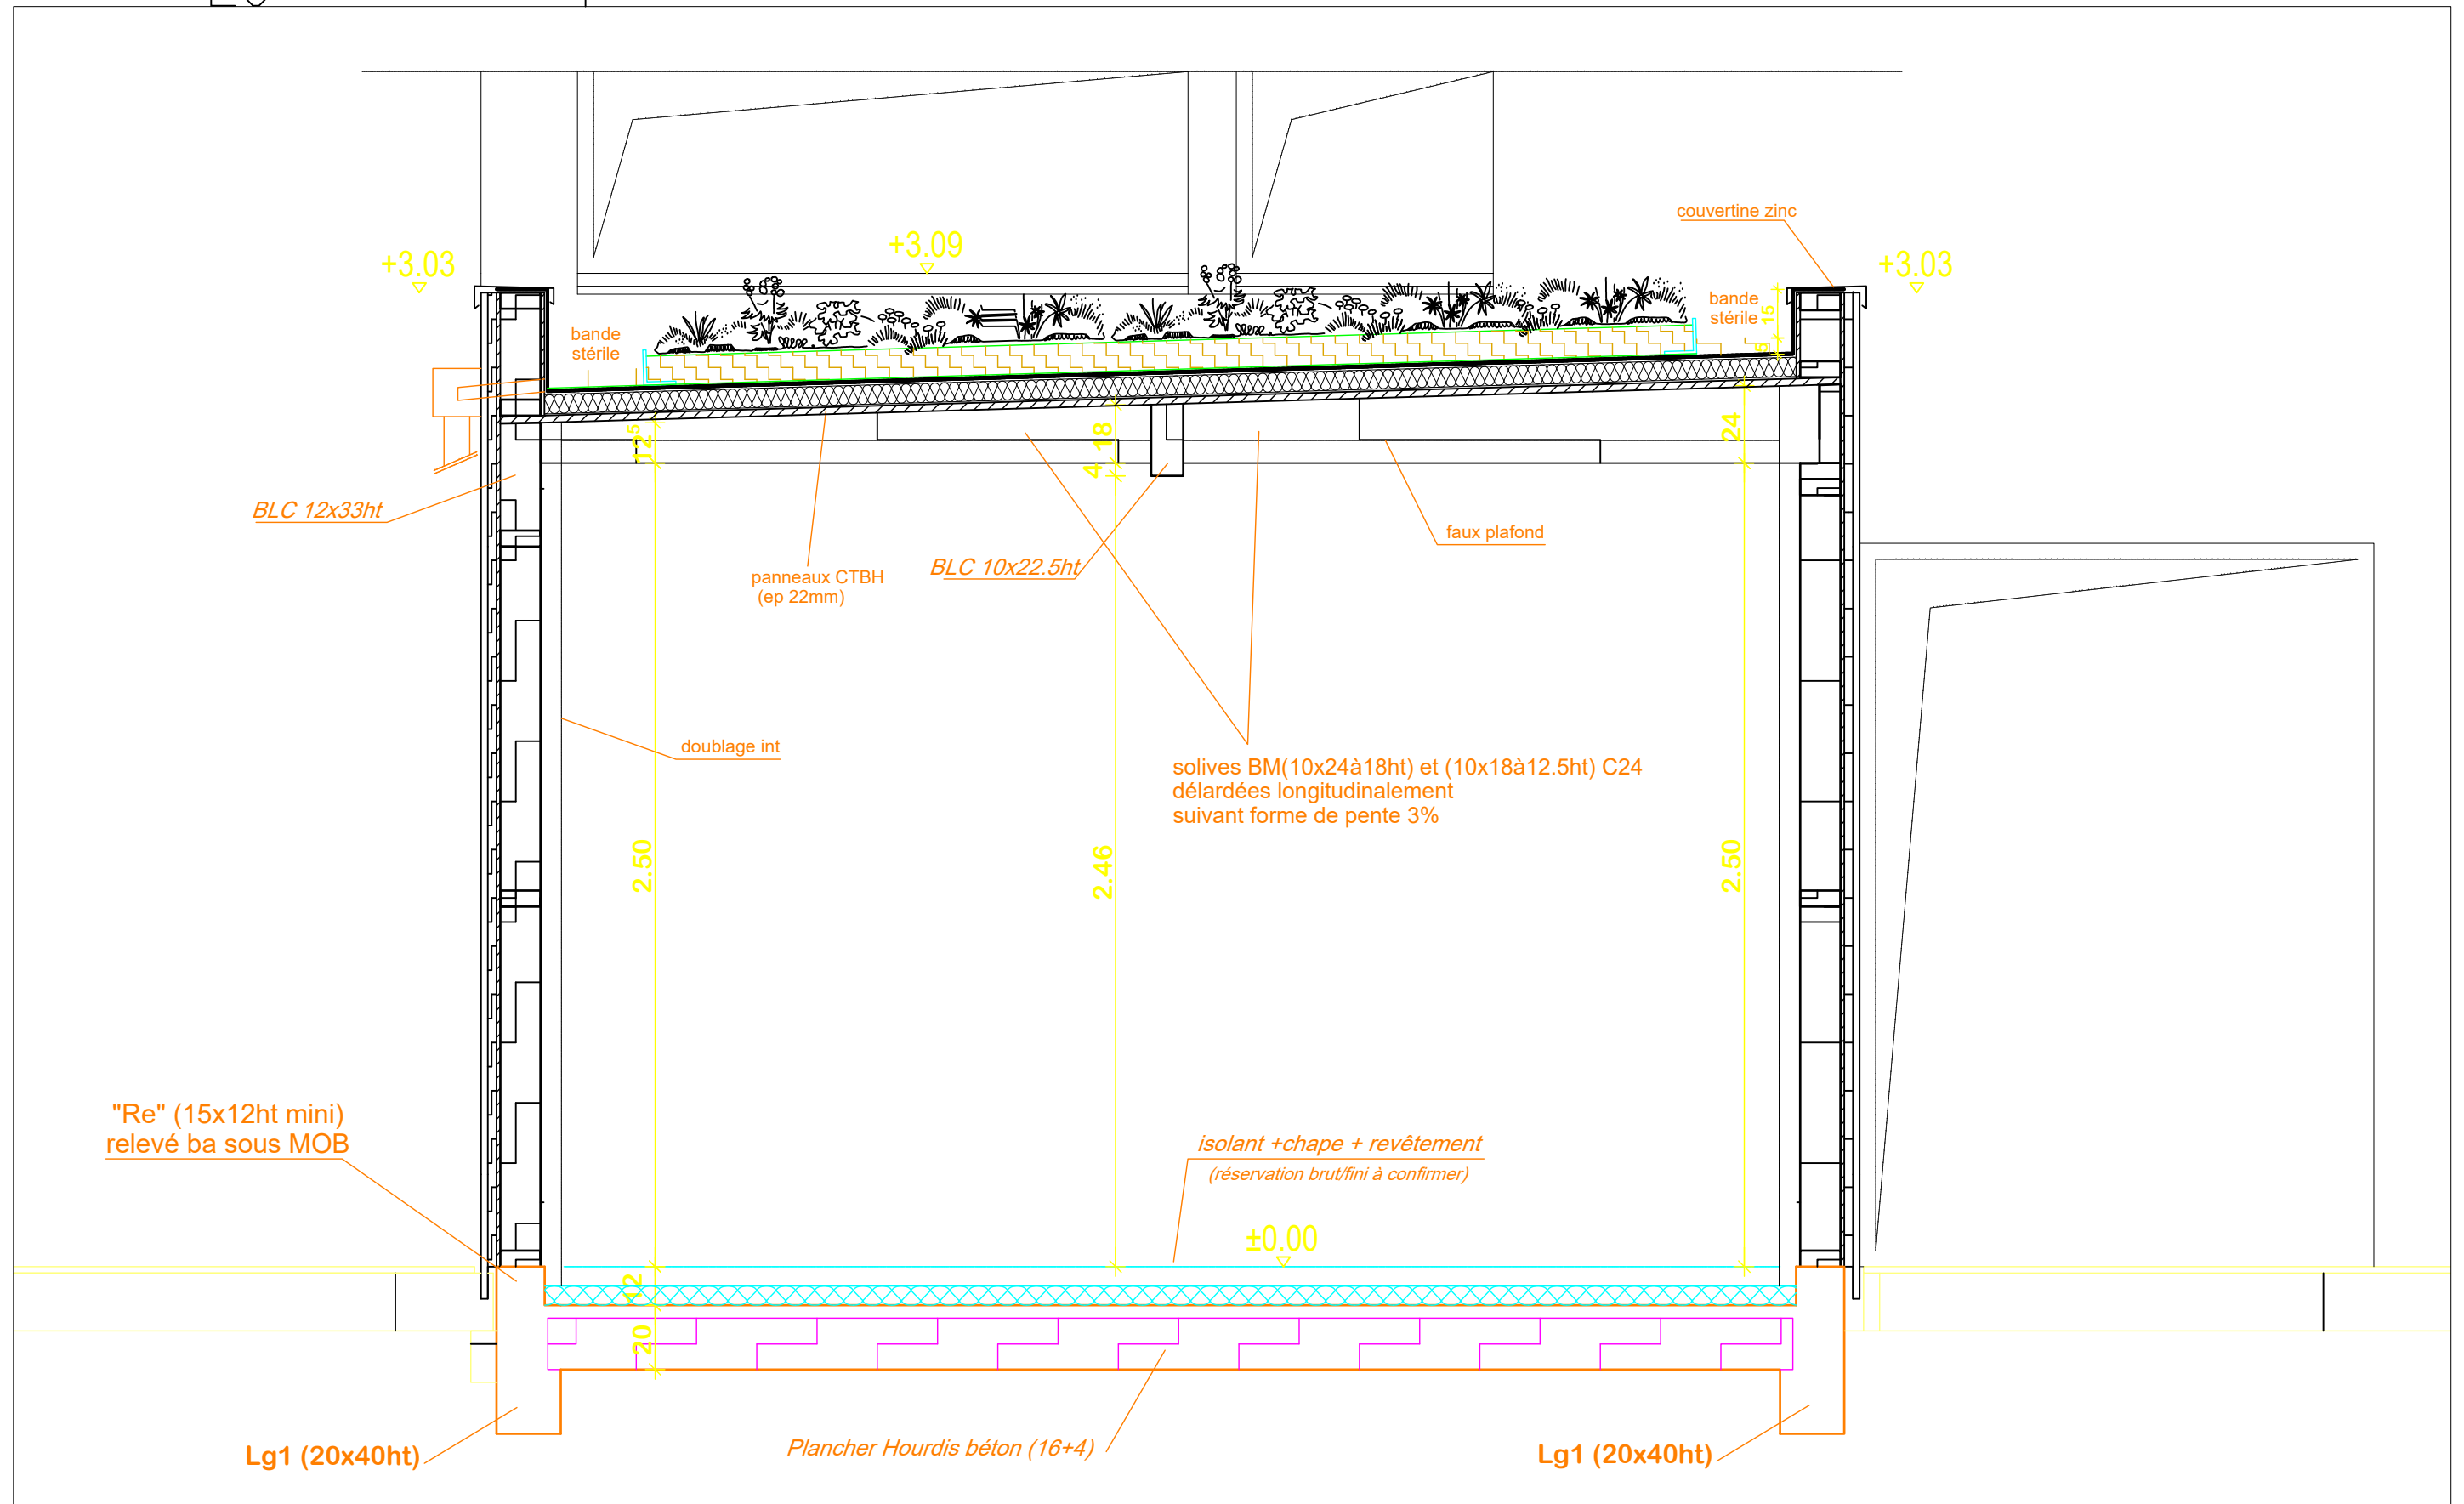 couvertine zinc
+3.09
+3.03
+3.03
bande
stérile
bande
stérile
15
5
12⁵
18
4
24
BLC 12x33ht
faux plafond
BLC 10x22.5ht
panneaux CTBH
(ep 22mm)
doublage int
solives BM(10x24à18ht) et (10x18à12.5ht) C24
délardées longitudinalement
suivant forme de pente 3%
2.50
2.46
2.50
"Re" (15x12ht mini)
relevé ba sous MOB
isolant +chape + revêtement
(réservation brut/fini à confirmer)
±0.00
12
20
Plancher Hourdis béton (16+4)
Lg1 (20x40ht)
Lg1 (20x40ht)